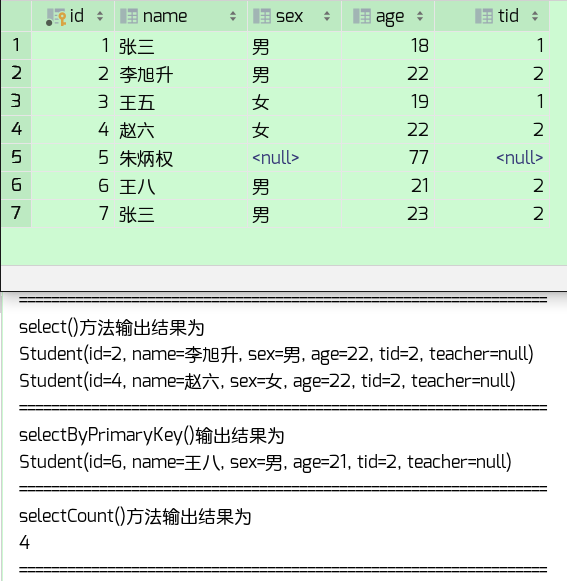 id name sex age tid
1 1 张三 男 18 1
2 2 李旭升 男 22 2
3 3 王五 女 19 1
4 4 赵六 女 22 2
5 5 朱炳权 <null> 77 <null>
6 6 王八 男 21 2
7 7 张三 男 23 2
==================================================================
select()方法输出结果为
Student(id=2, name=李旭升, sex=男, age=22, tid=2, teacher=null)
Student(id=4, name=赵六, sex=女, age=22, tid=2, teacher=null)
==================================================================
selectByPrimaryKey()输出结果为
Student(id=6, name=王八, sex=男, age=21, tid=2, teacher=null)
==================================================================
selectCount()方法输出结果为
4
==================================================================